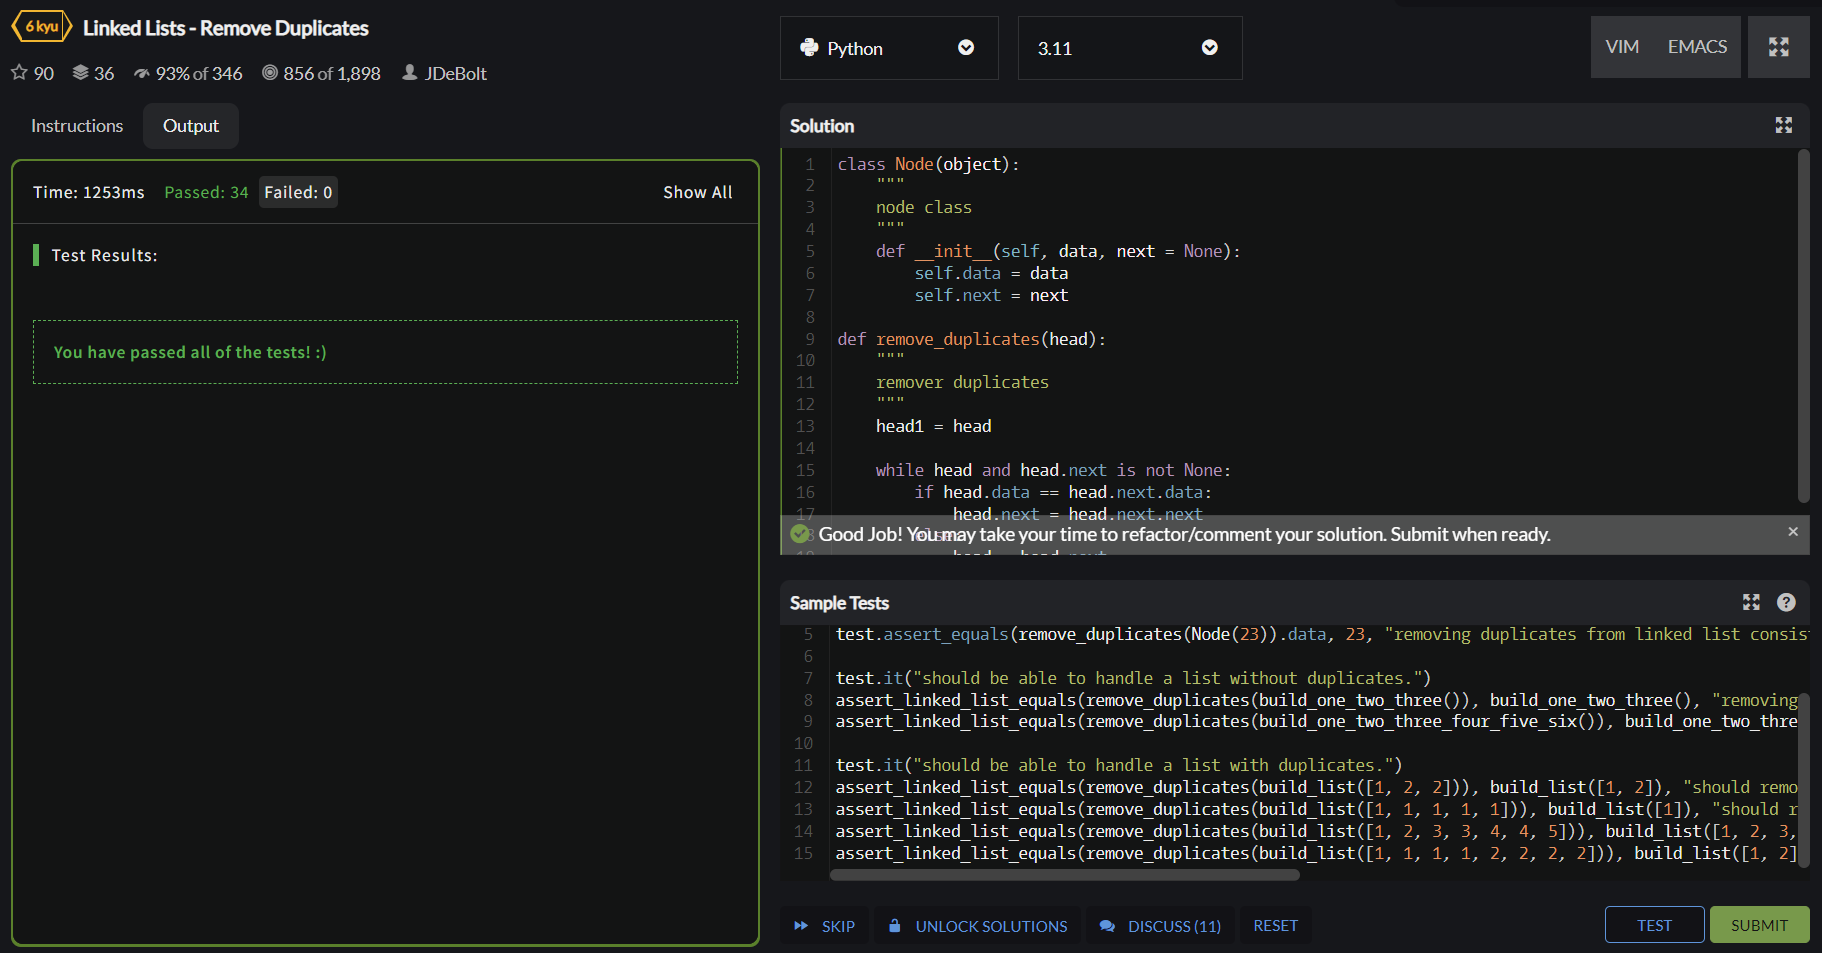 6 kyu Linked Lists - Remove Duplicates
90 36 93% of 346 856 of 1,898 JDeBolt
Instructions Output
Time: 1253ms Passed: 34 Failed: 0 Show All
Test Results:
You have passed all of the tests! :)
Python 3.11 VIM EMACS
Solution
1 class Node(object):
2 """
3 node class
4 """
5 def __init__(self, data, next = None):
6 self.data = data
7 self.next = next
8
9 def remove_duplicates(head):
10 """
11 remover duplicates
12 """
13 head1 = head
14
15 while head and head.next is not None:
16 if head.data == head.next.data:
17 head.next = head.next.next
Good Job! You may take your time to refactor/comment your solution. Submit when ready.
Sample Tests
5 test.assert_equals(remove_duplicates(Node(23)).data, 23, "removing duplicates from linked list consis
6
7 test.it("should be able to handle a list without duplicates.")
8 assert_linked_list_equals(remove_duplicates(build_one_two_three()), build_one_two_three(), "removing
9 assert_linked_list_equals(remove_duplicates(build_one_two_three_four_five_six()), build_one_two_thre
10
11 test.it("should be able to handle a list with duplicates.")
12 assert_linked_list_equals(remove_duplicates(build_list([1, 2, 2])), build_list([1, 2]), "should remo
13 assert_linked_list_equals(remove_duplicates(build_list([1, 1, 1, 1, 1])), build_list([1]), "should r
14 assert_linked_list_equals(remove_duplicates(build_list([1, 2, 3, 3, 4, 4, 5])), build_list([1, 2, 3,
15 assert_linked_list_equals(remove_duplicates(build_list([1, 1, 1, 1, 2, 2, 2, 2])), build_list([1, 2]
SKIP UNLOCK SOLUTIONS DISCUSS (11) RESET TEST SUBMIT